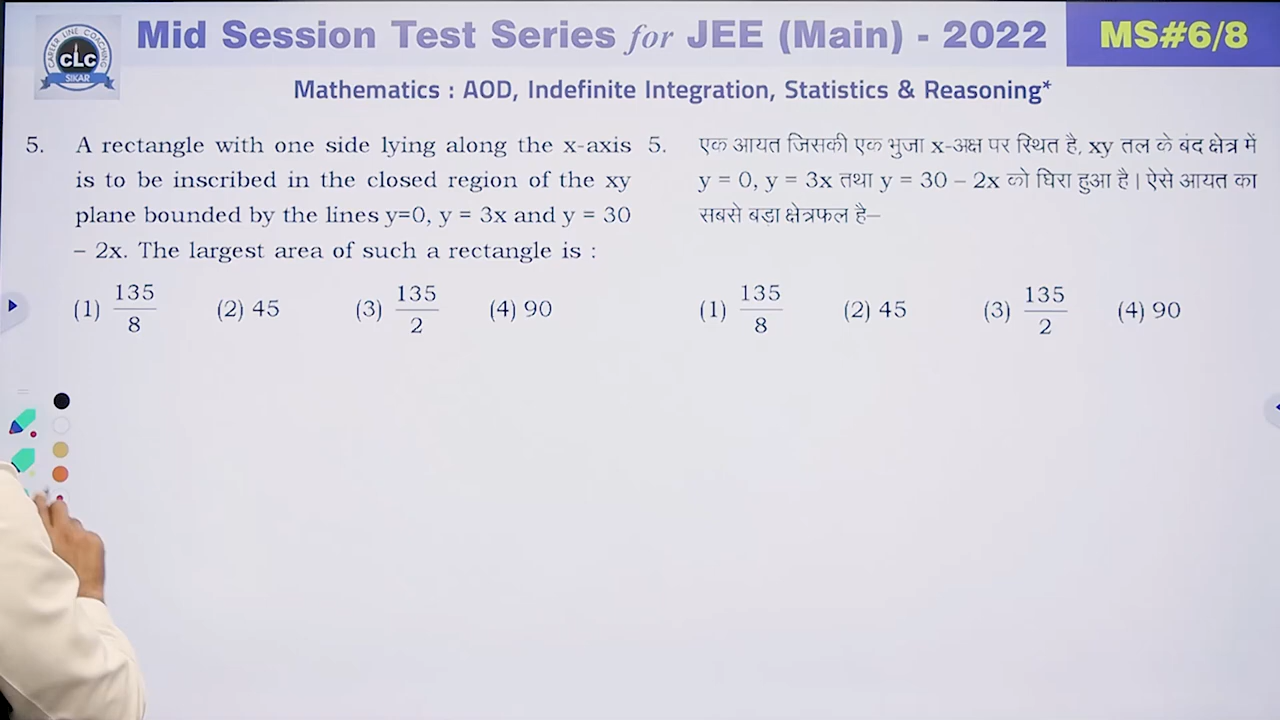 Mid Session Test Series for JEE (Main) - 2022
MS#6/8
CAREER LINE COACHING
CLC
SIKAR
Mathematics : AOD, Indefinite Integration, Statistics & Reasoning*
5. A rectangle with one side lying along the x-axis
is to be inscribed in the closed region of the xy
plane bounded by the lines y=0, y = 3x and y = 30
– 2x. The largest area of such a rectangle is :
(1) 135/8 (2) 45 (3) 135/2 (4) 90
5. एक आयत जिसकी एक भुजा x-अक्ष पर स्थित है, xy तल के बंद क्षेत्र में
y = 0, y = 3x तथा y = 30 – 2x को घिरा हुआ है। ऐसे आयत का
सबसे बड़ा क्षेत्रफल है–
(1) 135/8 (2) 45 (3) 135/2 (4) 90